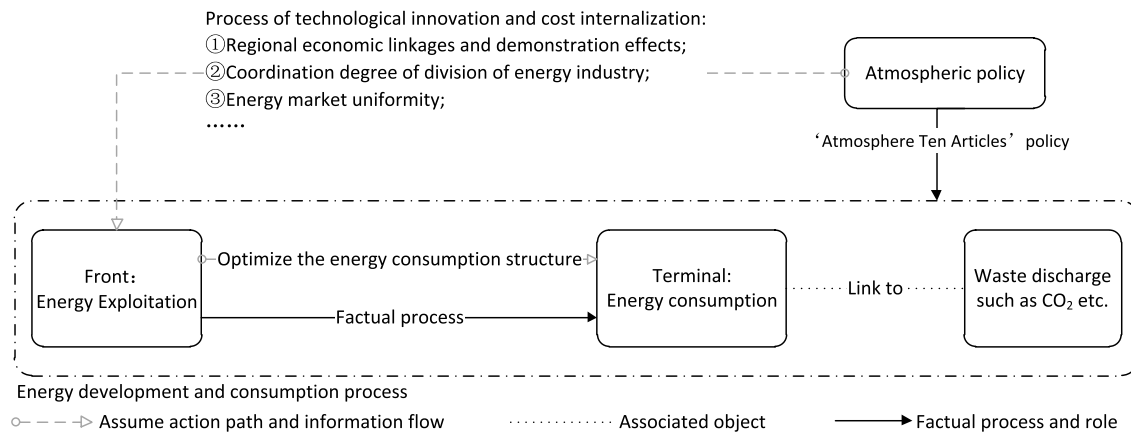 Process of technological innovation and cost internalization:
①Regional economic linkages and demonstration effects;
②Coordination degree of division of energy industry;
③Energy market uniformity;
……
Atmospheric policy
‘Atmosphere Ten Articles’ policy
Front：
Energy Exploitation
Optimize the energy consumption structure
Factual process
Terminal:
Energy consumption
Link to
Waste discharge
such as CO₂ etc.
Energy development and consumption process
Assume action path and information flow
Associated object
Factual process and role